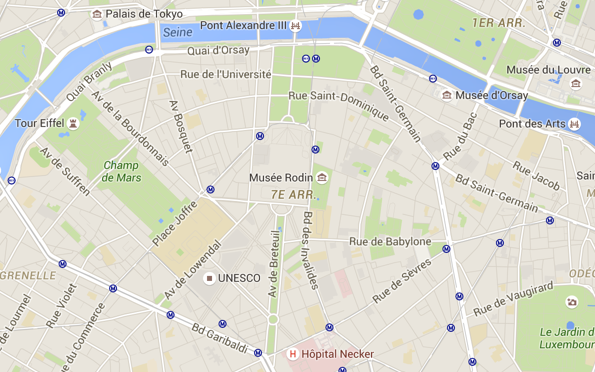 Palais de Tokyo
Pont Alexandre III
1ER ARR.
Rue
Seine
Quai d'Orsay
Quai Branly
Rue de l'Université
Bd Saint-Germain
Musée du Louvre
Av de la Bourdonnais
Av Bosquet
Rue Saint-Dominique
Musée d'Orsay
Tour Eiffel
Pont des Arts
Rue du Bac
Champ
de Mars
Av de Suffren
Musée Rodin
7E ARR.
Rue Jacob
Sain
Bd Saint-Germain
Place Joffre
Av de Lowendal
Av de Breteuil
Bd des Invalides
Rue de Babylone
GRENELLE
UNESCO
Rue de Sèvres
ODÉO
Rue de Vaugirard
de Lourmel
Rue Violet
Rue du Commerce
Bd Garibaldi
H Hôpital Necker
Le Jardin d
Luxembour